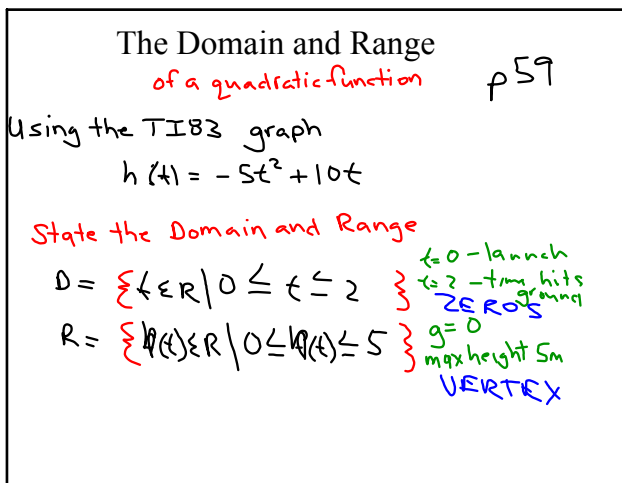 The Domain and Range
of a quadratic function
p59
Using the TI83 graph
h(t) = -5t² + 10t
State the Domain and Range
D = {t ε R | 0 ≤ t ≤ 2}
t=0 - launch
t=2 - time hits ground
ZEROS
R = {h(t) ε R | 0 ≤ h(t) ≤ 5}
g=0
max height 5m
VERTEX